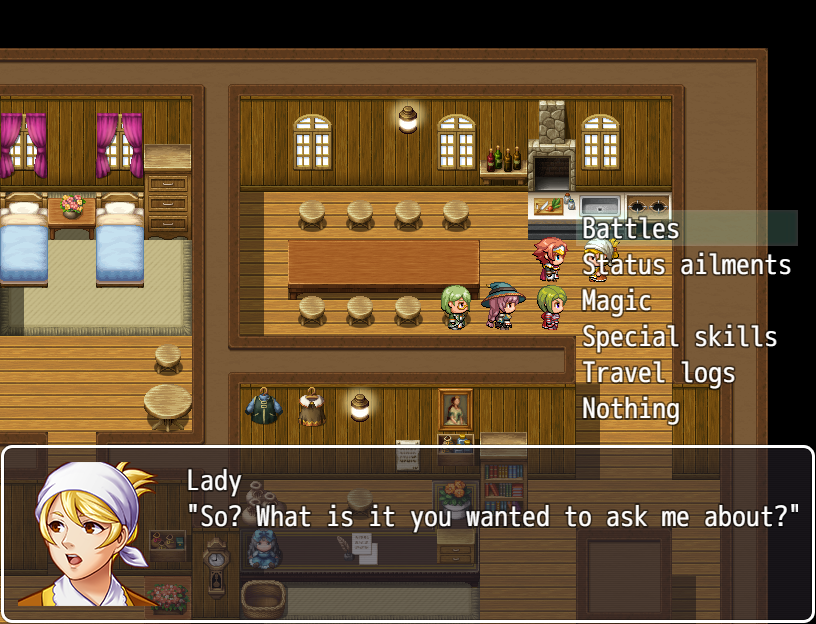 Battles
Status ailments
Magic
Special skills
Travel logs
Nothing
Lady
"So? What is it you wanted to ask me about?"